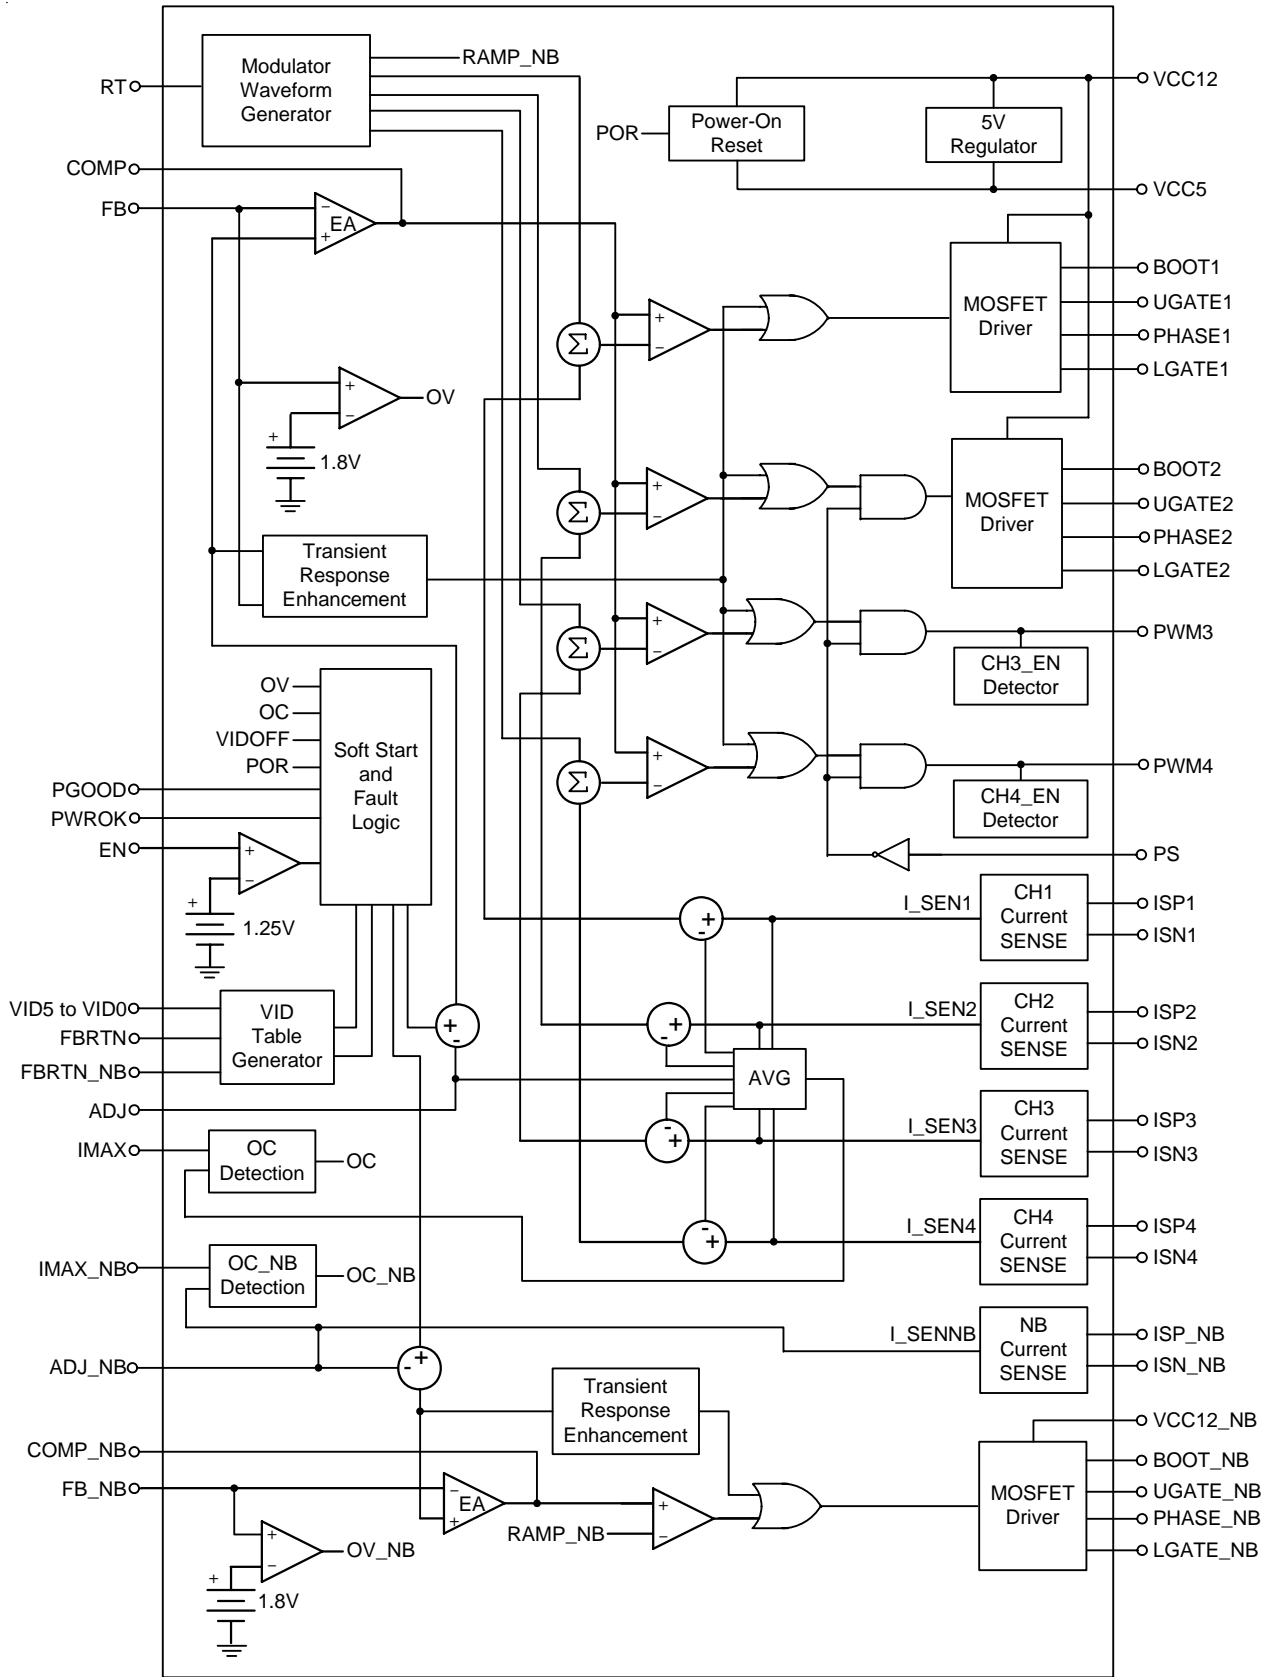 RAMP_NB
Modulator
Waveform
Generator
RT
VCC12
POR
Power-On
Reset
5V
Regulator
COMP
VCC5
FB
−
EA
+
BOOT1
MOSFET
Driver
UGATE1
PHASE1
LGATE1
+
−
Σ
+
−
OV
+
1.8V
BOOT2
MOSFET
Driver
UGATE2
PHASE2
LGATE2
+
−
Σ
Transient
Response
Enhancement
+
−
Σ
PWM3
CH3_EN
Detector
OV
OC
VIDOFF
POR
Soft Start
and
Fault
Logic
PGOOD
PWROK
EN
+
−
+
1.25V
+
−
Σ
PWM4
CH4_EN
Detector
PS
I_SEN1
CH1
Current
SENSE
ISP1
ISN1
+
-
VID5 to VID0
FBRTN
FBRTN_NB
VID
Table
Generator
+
-
+
-
I_SEN2
CH2
Current
SENSE
ISP2
ISN2
AVG
ADJ
IMAX
OC
Detection
OC
-
+
I_SEN3
CH3
Current
SENSE
ISP3
ISN3
-
+
I_SEN4
CH4
Current
SENSE
ISP4
ISN4
IMAX_NB
OC_NB
Detection
OC_NB
I_SENNB
NB
Current
SENSE
ISP_NB
ISN_NB
ADJ_NB
+
-
Transient
Response
Enhancement
VCC12_NB
COMP_NB
FB_NB
−
EA
+
+
−
RAMP_NB
MOSFET
Driver
BOOT_NB
UGATE_NB
PHASE_NB
LGATE_NB
+
−
OV_NB
+
1.8V